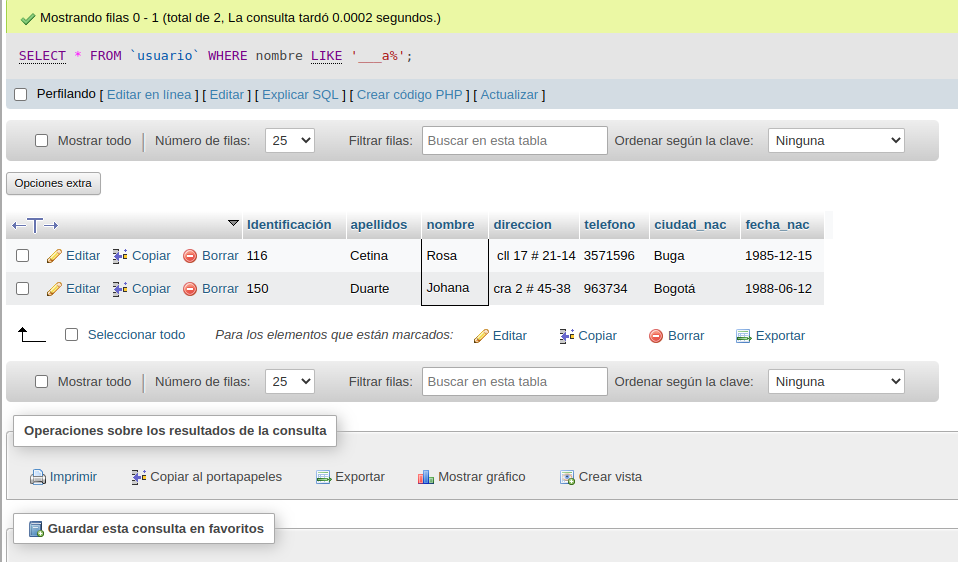 Mostrando filas 0 - 1 (total de 2, La consulta tardó 0.0002 segundos.)
SELECT * FROM `usuario` WHERE nombre LIKE '___a%';
Perfilando [ Editar en línea ] [ Editar ] [ Explicar SQL ] [ Crear código PHP ] [ Actualizar ]
Mostrar todo Número de filas: 25 Filtrar filas: Buscar en esta tabla Ordenar según la clave: Ninguna
Opciones extra
Identificación apellidos nombre direccion telefono ciudad_nac fecha_nac
Editar Copiar Borrar 116 Cetina Rosa cll 17 # 21-14 3571596 Buga 1985-12-15
Editar Copiar Borrar 150 Duarte Johana cra 2 # 45-38 963734 Bogotá 1988-06-12
Seleccionar todo Para los elementos que están marcados: Editar Copiar Borrar Exportar
Mostrar todo Número de filas: 25 Filtrar filas: Buscar en esta tabla Ordenar según la clave: Ninguna
Operaciones sobre los resultados de la consulta
Imprimir Copiar al portapapeles Exportar Mostrar gráfico Crear vista
Guardar esta consulta en favoritos